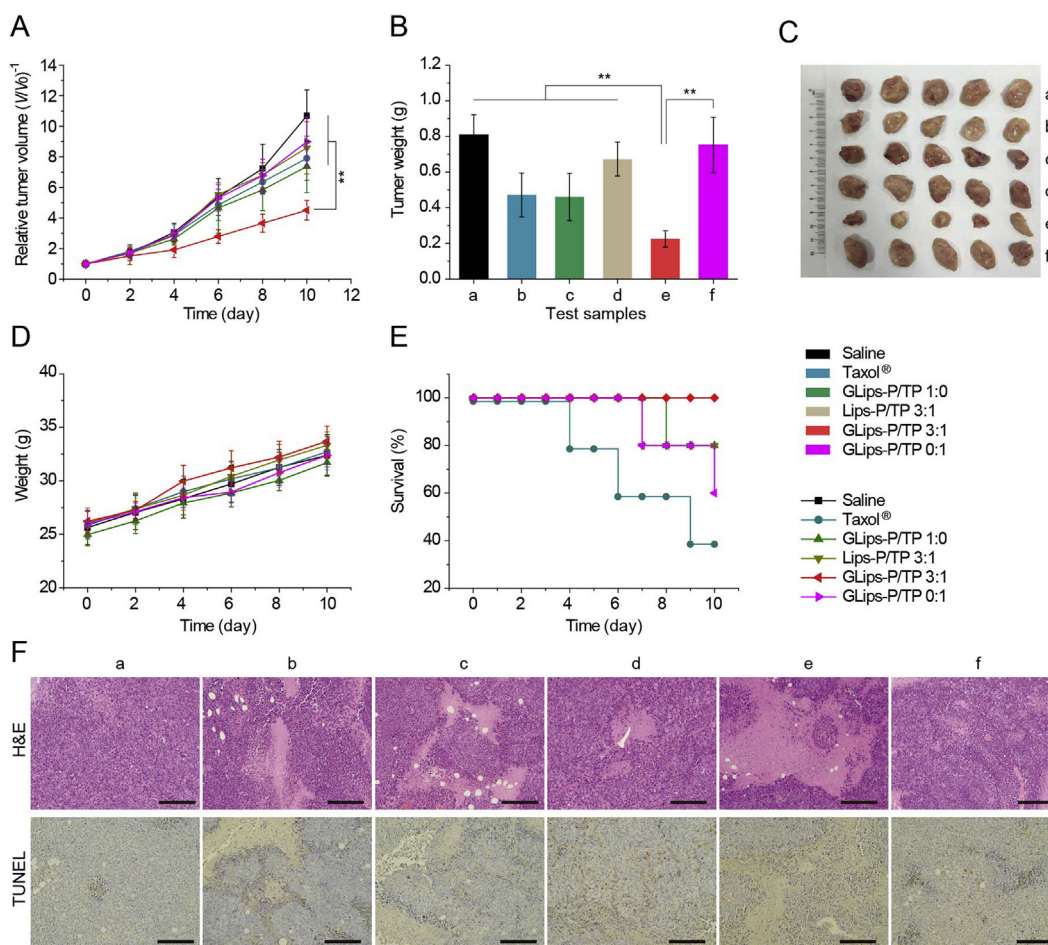 A
Relative tumer volume (V/V₀)⁻¹
14
12
10
8
6
4
2
0
0 2 4 6 8 10 12
Time (day)
**
B
Tumer weight (g)
1.2
1.0
0.8
0.6
0.4
0.2
0.0
a b c d e f
Test samples
** **
C
a
b
d
e
f
D
Weight (g)
40
35
30
25
20
0 2 4 6 8 10
Time (day)
E
Survival (%)
100
80
60
40
20
0 2 4 6 8 10
Time (day)
Saline
Taxol®
GLips-P/TP 1:0
Lips-P/TP 3:1
GLips-P/TP 3:1
GLips-P/TP 0:1
Saline
Taxol®
GLips-P/TP 1:0
Lips-P/TP 3:1
GLips-P/TP 3:1
GLips-P/TP 0:1
F
a b c d e f
H&E
TUNEL